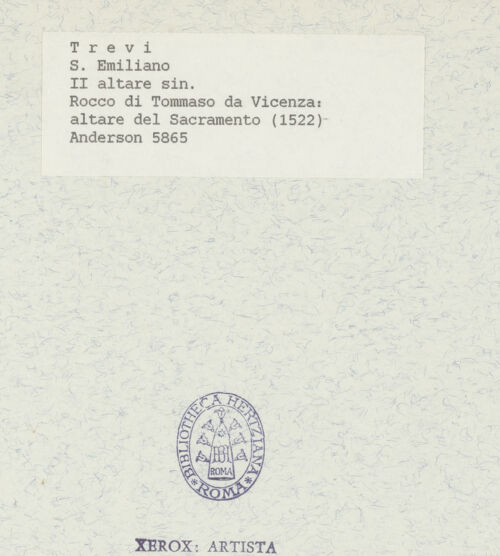 T r e v i
S. Emiliano
II altare sin.
Rocco di Tommaso da Vicenza:
altare del Sacramento (1522)
Anderson 5865
BIBLIOTHECA HERTZIANA
ROMA
ROMA
XEROX: ARTISTA